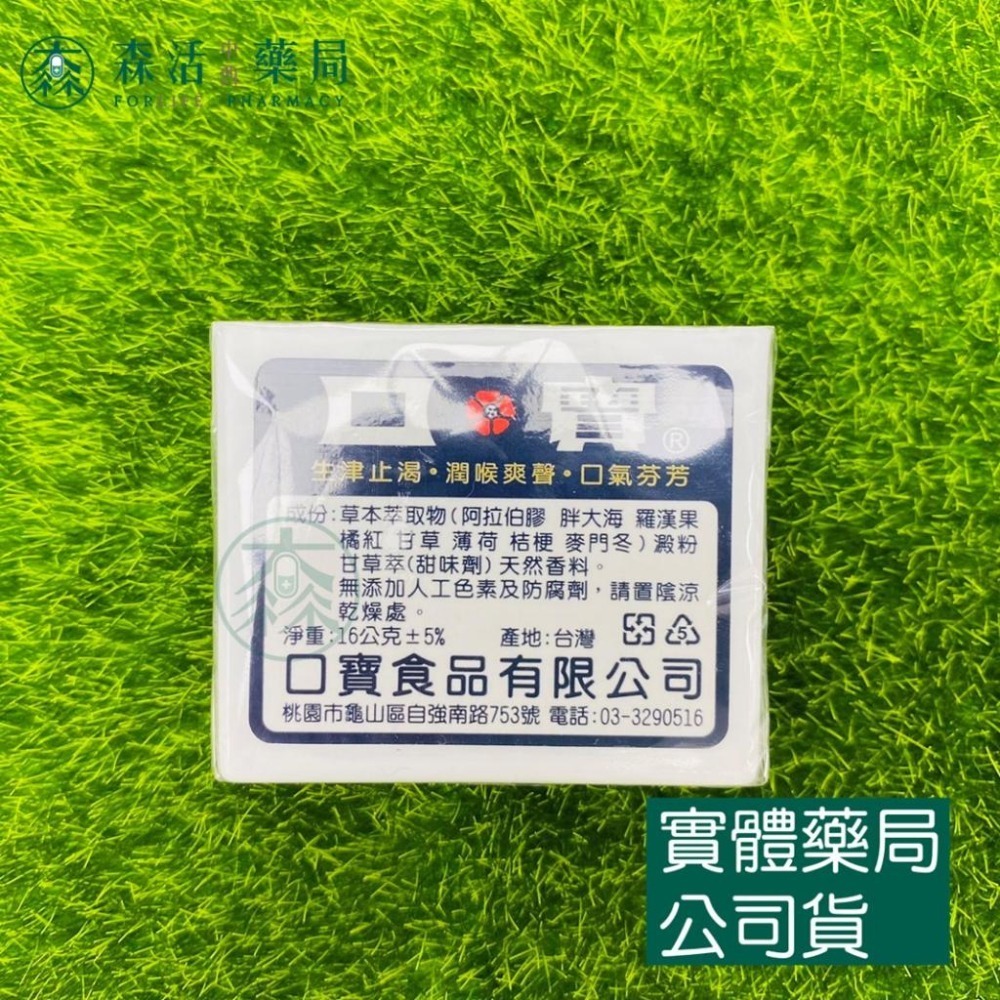 森活藥局
PHARMACY
口寶®
生津止渴・潤喉爽聲・口氣芬芳
成份:草本萃取物(阿拉伯膠 胖大海 羅漢果
橘紅 甘草 薄荷 桔梗 麥門冬)澱粉
甘草萃(甜味劑)天然香料。
無添加人工色素及防腐劑,請置陰涼
乾燥處。
淨重:16公克±5% 產地:台灣 5
口寶食品有限公司
桃園市龜山區自強南路753號 電話:03-3290516
實體藥局
公司貨